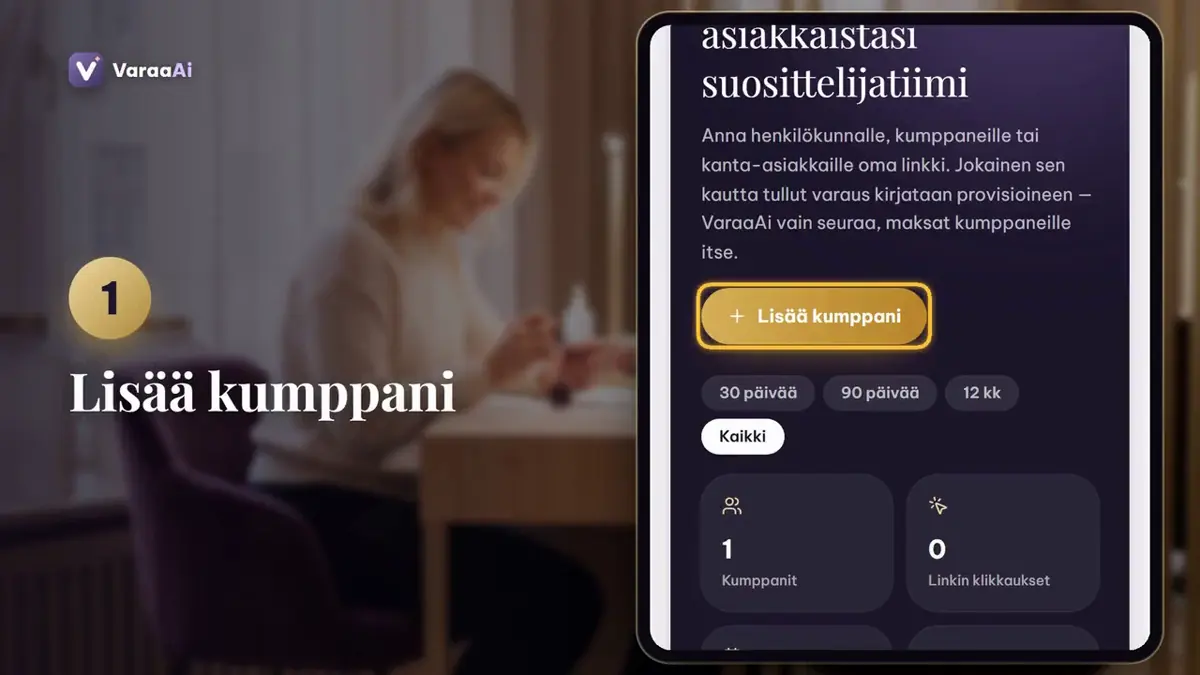 VaraaAi
1
Lisää kumppani
asiakkaistasi
suosittelijatiimi
Anna henkilökunnalle, kumppaneille tai
kanta-asiakkaille oma linkki. Jokainen sen
kautta tullut varaus kirjataan provisioineen —
VaraaAi vain seuraa, maksat kumppaneille
itse.
+ Lisää kumppani
30 päivää 90 päivää 12 kk
Kaikki
1
Kumppanit
0
Linkin klikkaukset